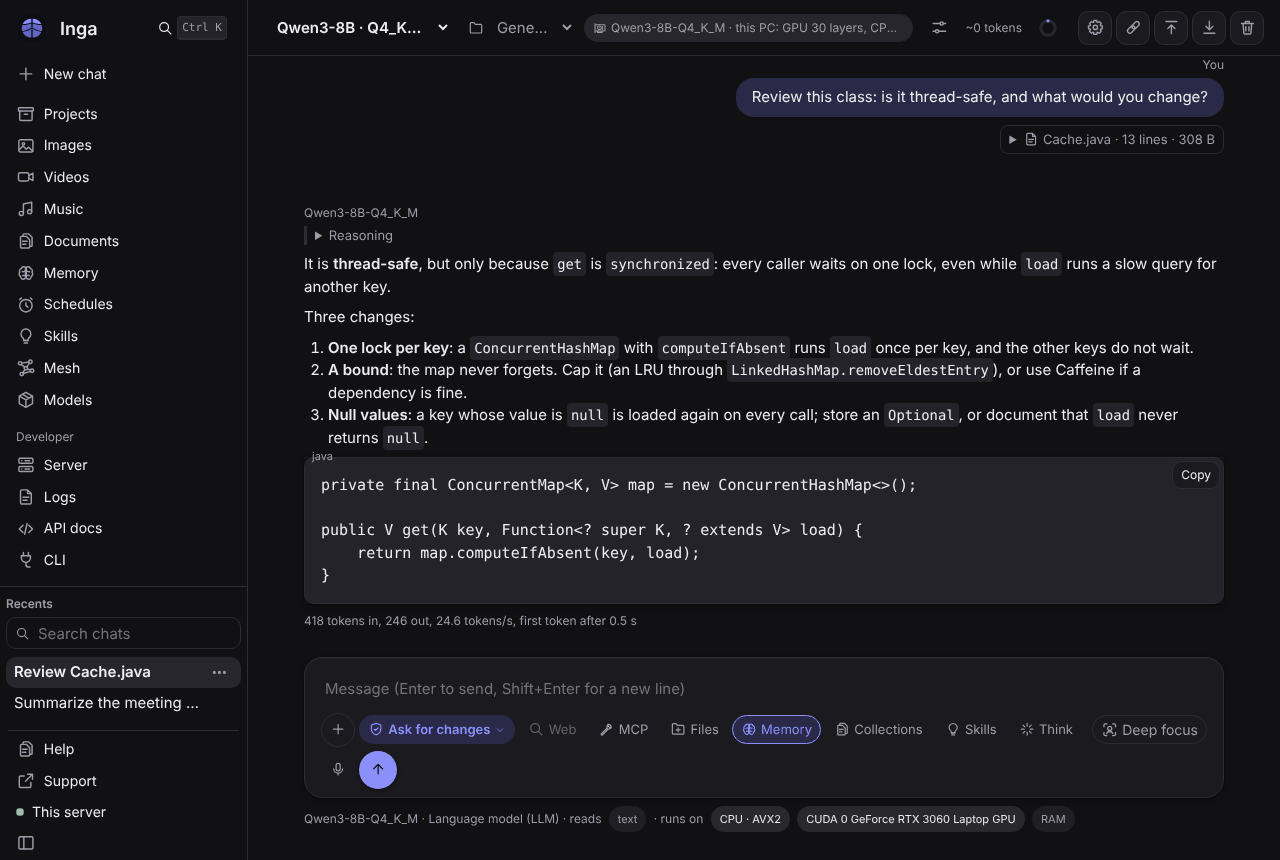 Inga
Ctrl K
New chat
Projects
Images
Videos
Music
Documents
Memory
Schedules
Skills
Mesh
Models
Developer
Server
Logs
API docs
CLI
Recents
Search chats
Review Cache.java
Summarize the meeting ...
Help
Support
This server
Qwen3-8B · Q4_K...
Gene...
Qwen3-8B-Q4_K_M · this PC: GPU 30 layers, CP...
~0 tokens
You
Review this class: is it thread-safe, and what would you change?
Cache.java · 13 lines · 308 B
Qwen3-8B-Q4_K_M
Reasoning
It is thread-safe, but only because get is synchronized: every caller waits on one lock, even while load runs a slow query for
another key.
Three changes:
1. One lock per key: a ConcurrentHashMap with computeIfAbsent runs load once per key, and the other keys do not wait.
2. A bound: the map never forgets. Cap it (an LRU through LinkedHashMap.removeEldestEntry), or use Caffeine if a
dependency is fine.
3. Null values: a key whose value is null is loaded again on every call; store an Optional, or document that load never
returns null.
java
Copy
private final ConcurrentMap<K, V> map = new ConcurrentHashMap<>();
public V get(K key, Function<? super K, ? extends V> load) {
    return map.computeIfAbsent(key, load);
}
418 tokens in, 246 out, 24.6 tokens/s, first token after 0.5 s
Message (Enter to send, Shift+Enter for a new line)
Ask for changes
Web
MCP
Files
Memory
Collections
Skills
Think
Deep focus
Qwen3-8B-Q4_K_M · Language model (LLM) · reads text · runs on CPU · AVX2 CUDA 0 GeForce RTX 3060 Laptop GPU RAM